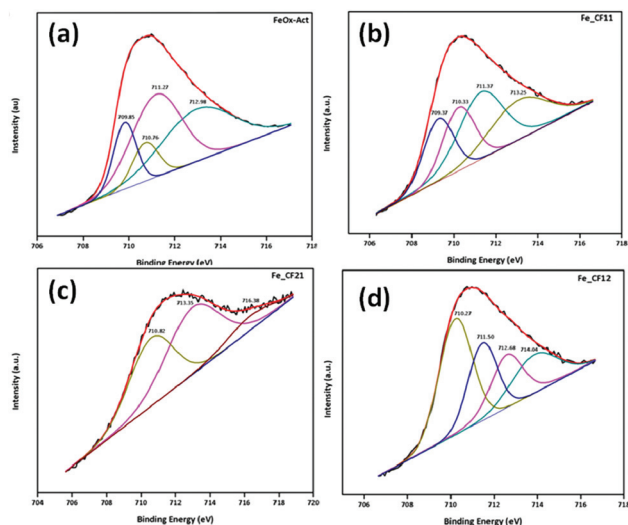 (a)
FeOx-Act
709.85
710.76
711.27
712.98
Instensity (au)
706 708 710 712 714 716 718
Binding Energy (eV)
(b)
Fe_CF11
709.37
710.33
711.37
713.25
Intensity (a.u.)
706 708 710 712 714 716 718
Binding Energy (eV)
(c)
Fe_CF21
710.82
713.35
716.38
Intensity (a.u.)
704 706 708 710 712 714 716 718 720
Binding Energy (eV)
(d)
Fe_CF12
710.27
711.50
712.68
714.04
Intensity (a.u.)
706 708 710 712 714 716 718
Binding Energy (eV)